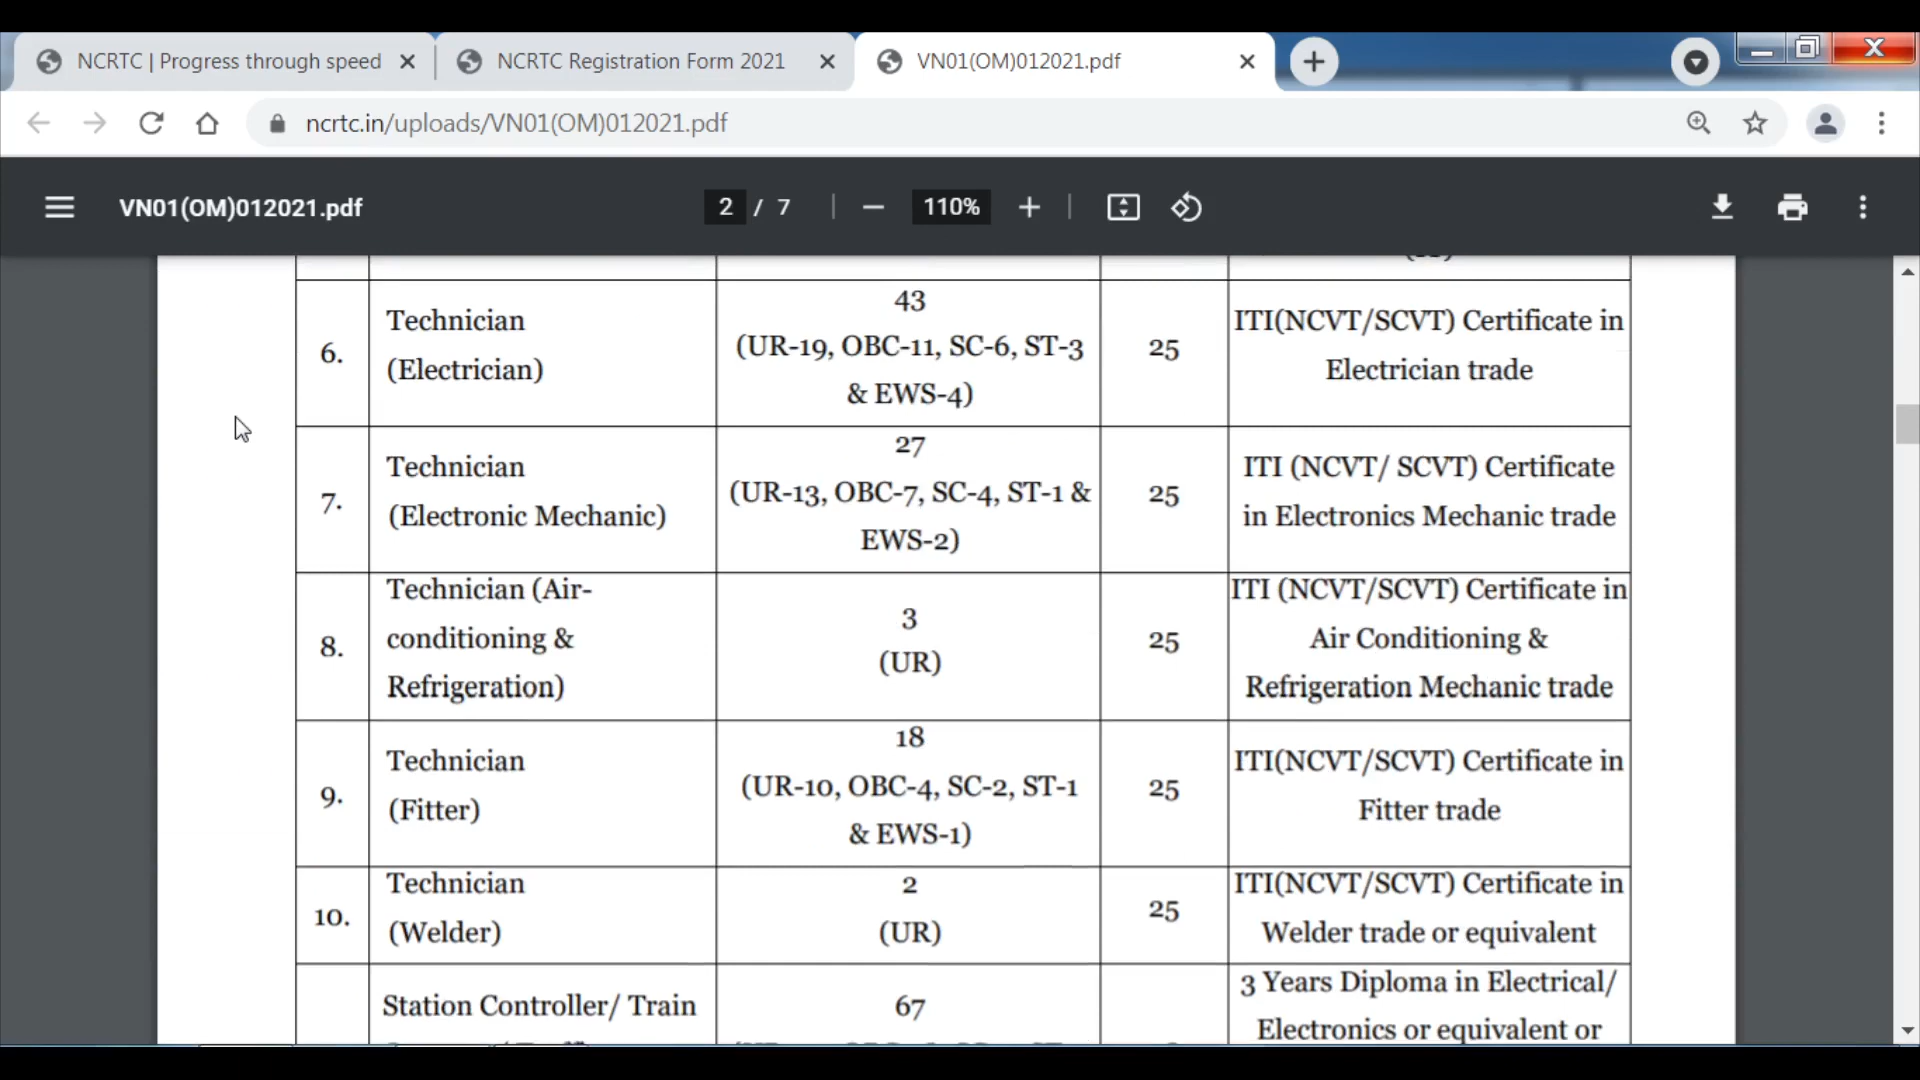 NCRTC | Progress through speed
NCRTC Registration Form 2021
VN01(OM)012021.pdf
ncrtc.in/uploads/VN01(OM)012021.pdf
VN01(OM)012021.pdf
2 / 7
110%
6.
Technician
(Electrician)
43
(UR-19, OBC-11, SC-6, ST-3
& EWS-4)
25
ITI(NCVT/SCVT) Certificate in
Electrician trade
7.
Technician
(Electronic Mechanic)
27
(UR-13, OBC-7, SC-4, ST-1 &
EWS-2)
25
ITI (NCVT/ SCVT) Certificate
in Electronics Mechanic trade
8.
Technician (Air-
conditioning &
Refrigeration)
3
(UR)
25
ITI (NCVT/SCVT) Certificate in
Air Conditioning &
Refrigeration Mechanic trade
9.
Technician
(Fitter)
18
(UR-10, OBC-4, SC-2, ST-1
& EWS-1)
25
ITI(NCVT/SCVT) Certificate in
Fitter trade
10.
Technician
(Welder)
2
(UR)
25
ITI(NCVT/SCVT) Certificate in
Welder trade or equivalent
Station Controller/ Train
67
3 Years Diploma in Electrical/
Electronics or equivalent or